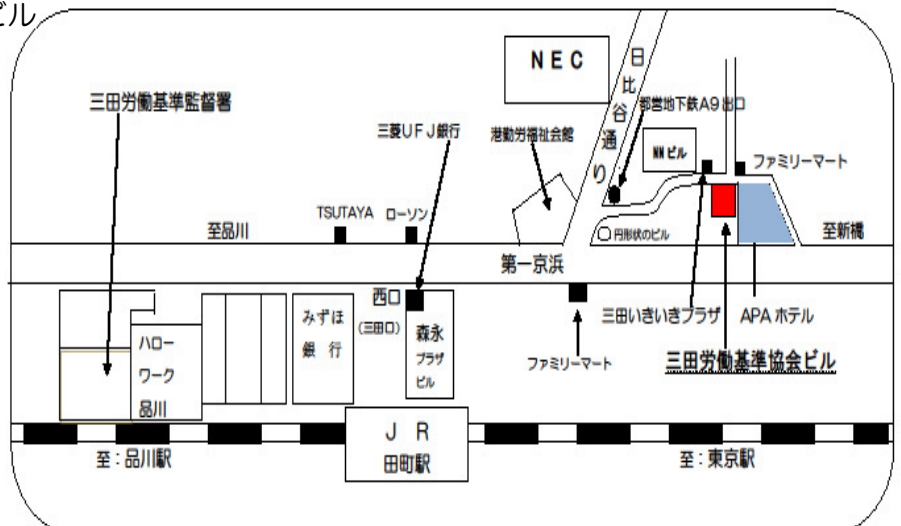 ビル
NEC
日比谷通り
三田労働基準監督署
三菱UFJ銀行
港勤労福祉会館
都営地下鉄A9出口
NNビル
ファミリーマート
TSUTAYA
ローソン
至品川
円形状のビル
至新橋
第一京浜
西口
(三田口)
みずほ
銀行
森永
プラザ
ビル
三田いきいきプラザ
APAホテル
ハロー
ワーク
品川
ファミリーマート
三田労働基準協会ビル
JR
田町駅
至:品川駅
至:東京駅